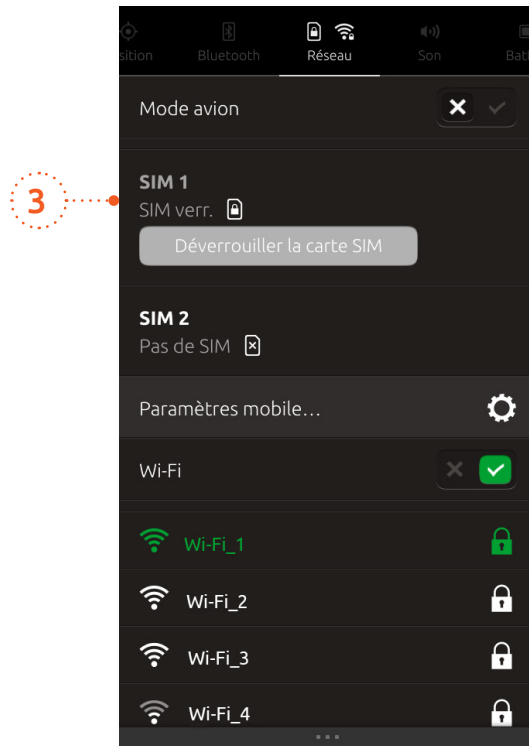 sition Bluetooth Réseau Son Bat
Mode avion
3
SIM 1
SIM verr.
Déverrouiller la carte SIM
SIM 2
Pas de SIM
Paramètres mobile…
Wi-Fi
Wi-Fi_1
Wi-Fi_2
Wi-Fi_3
Wi-Fi_4